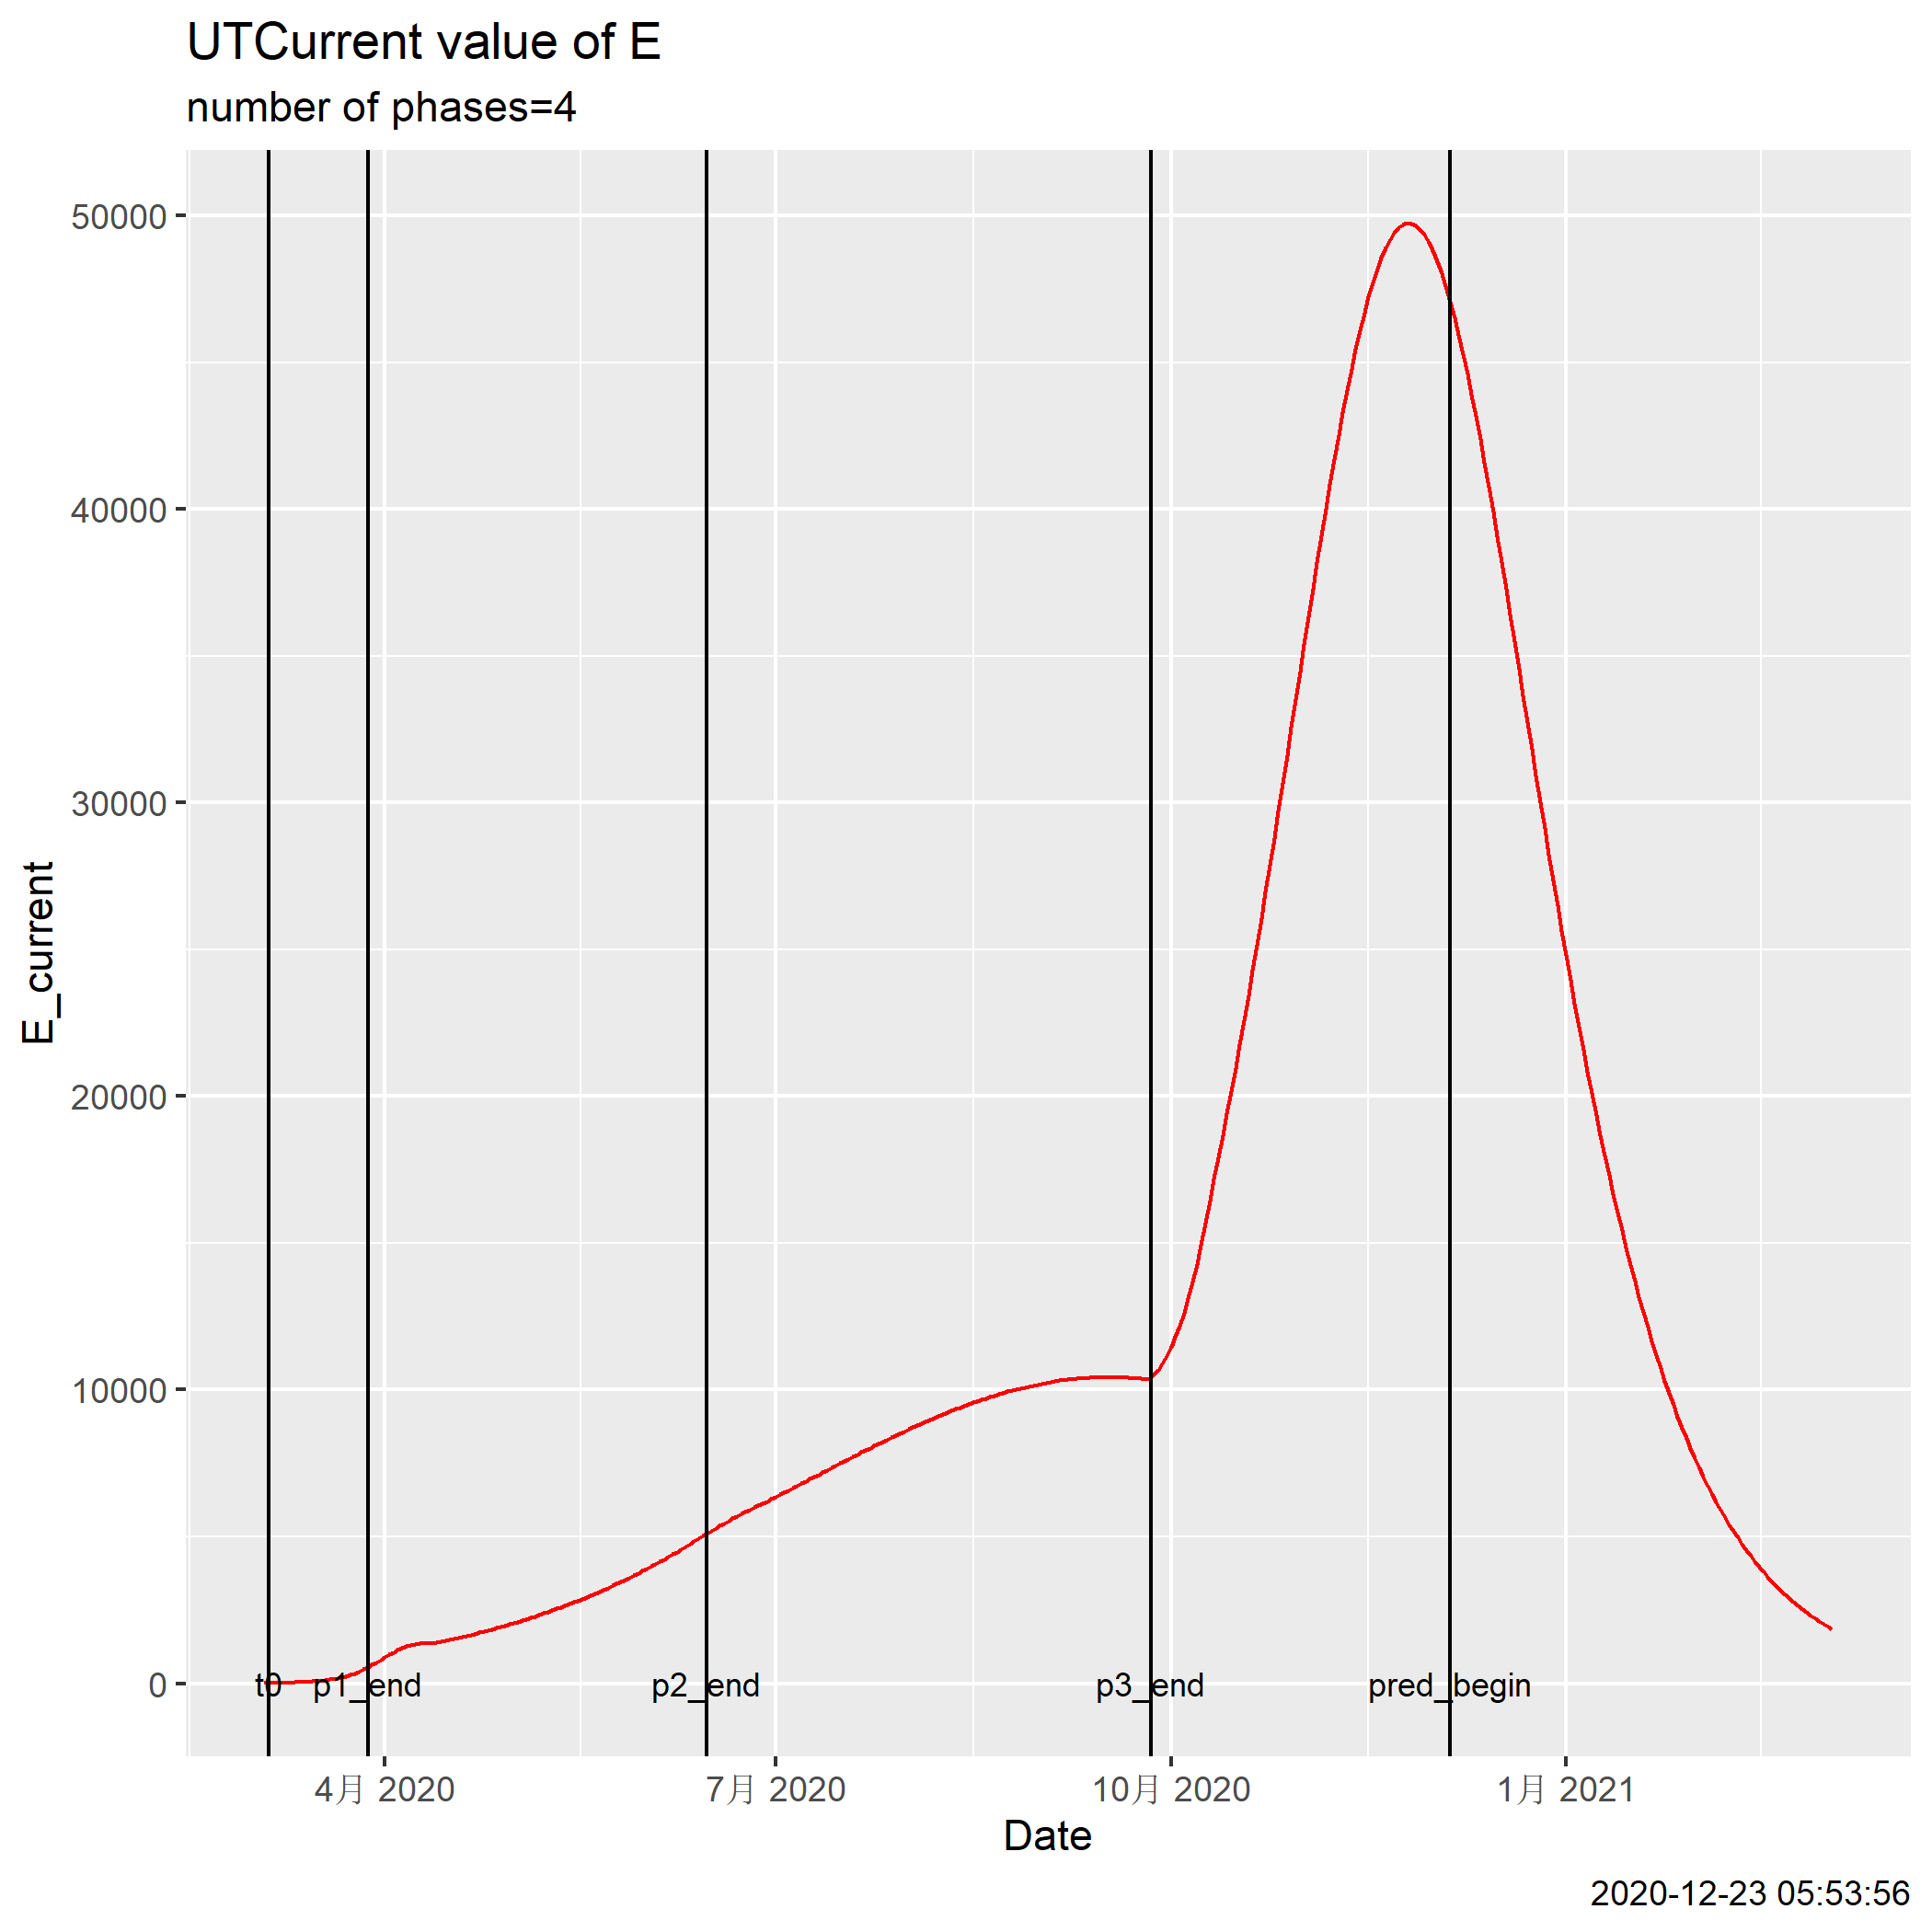 UTCurrent value of E
number of phases=4
50000
40000
30000
20000
10000
0
E_current
t0 p1_end p2_end p3_end pred_begin
4月 2020 7月 2020 10月 2020 1月 2021
Date
2020-12-23 05:53:56